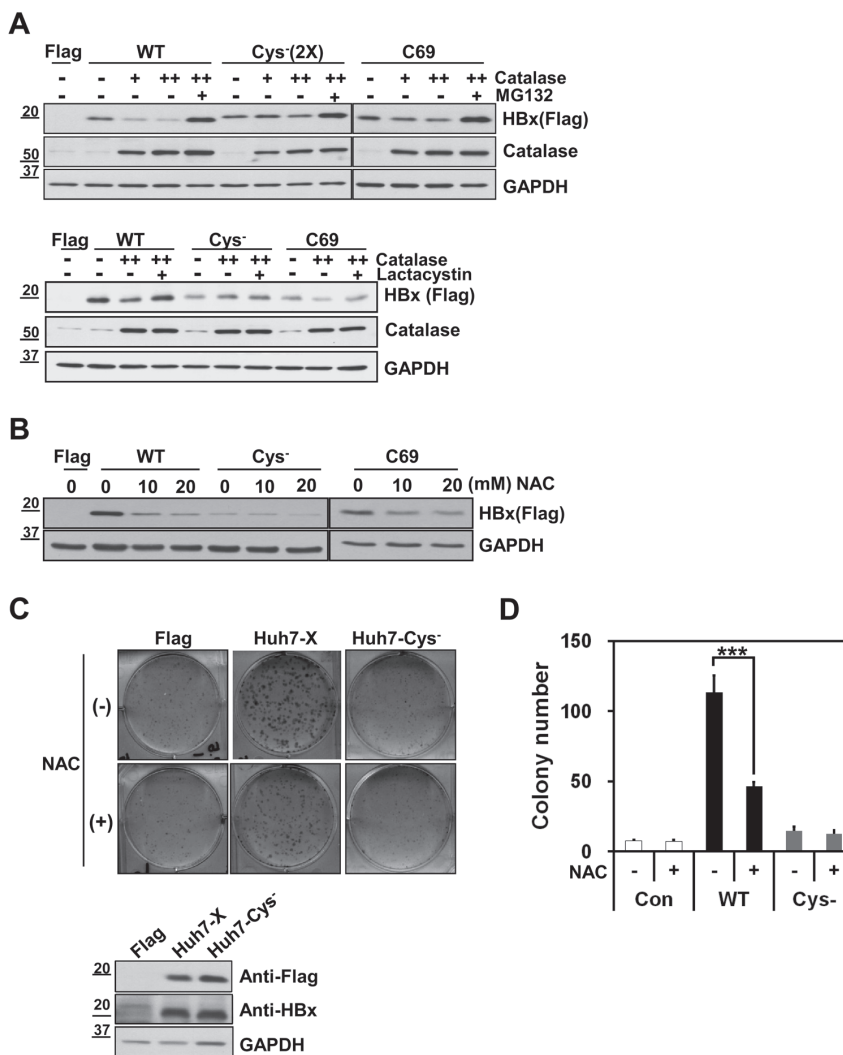 A
Flag WT Cys⁻(2X) C69
- - + ++ ++ - + ++ ++ - + ++ ++ Catalase
- - - - + - - - + - - - + MG132
20 HBx(Flag)
50 Catalase
37 GAPDH
Flag WT Cys⁻ C69
- - ++ ++ - ++ ++ - ++ ++ Catalase
- - - + - - + - - + Lactacystin
20 HBx (Flag)
50 Catalase
37 GAPDH
B
Flag WT Cys⁻ C69
0 0 10 20 0 10 20 0 10 20 (mM) NAC
20 HBx(Flag)
37 GAPDH
C
Flag Huh7-X Huh7-Cys⁻
NAC
(-)
(+)
Flag Huh7-X Huh7-Cys⁻
20 Anti-Flag
20 Anti-HBx
37 GAPDH
D
Colony number
150
100
50
0
***
NAC - + - + - +
Con WT Cys-